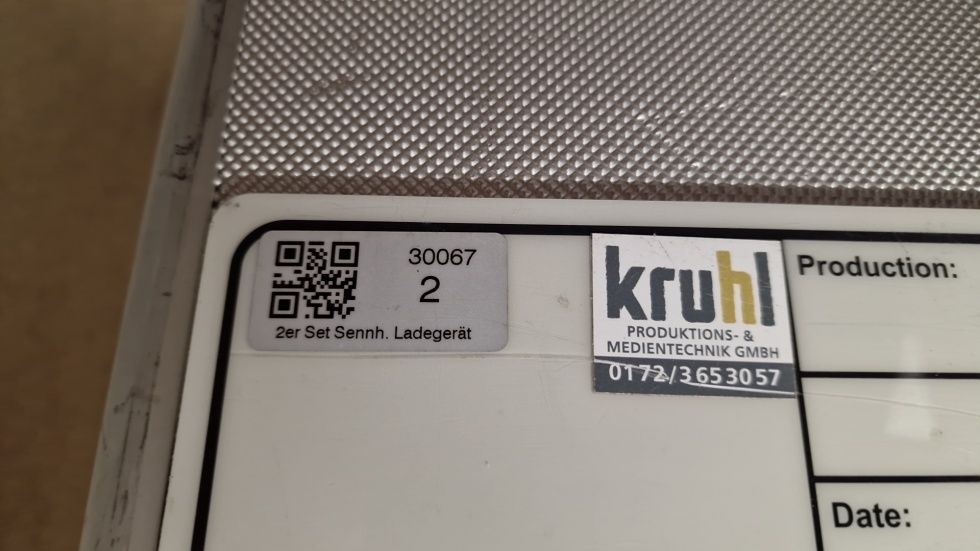 30067
2
2er Set Sennh. Ladegerät
kruhl
PRODUKTIONS- &
MEDIENTECHNIK GMBH
0172/3653057
Production:
Date: